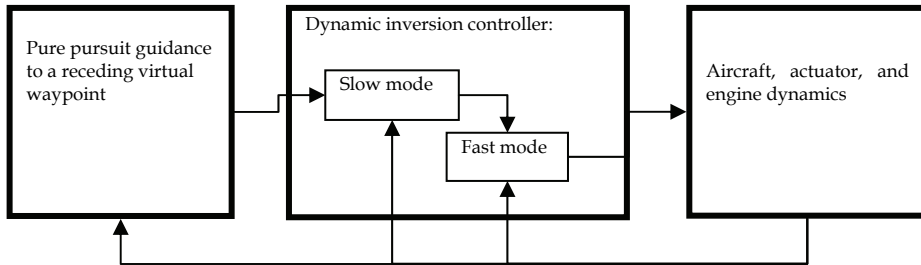 Pure pursuit guidance
to a receding virtual
waypoint
Dynamic inversion controller:
Slow mode
Fast mode
Aircraft, actuator, and
engine dynamics